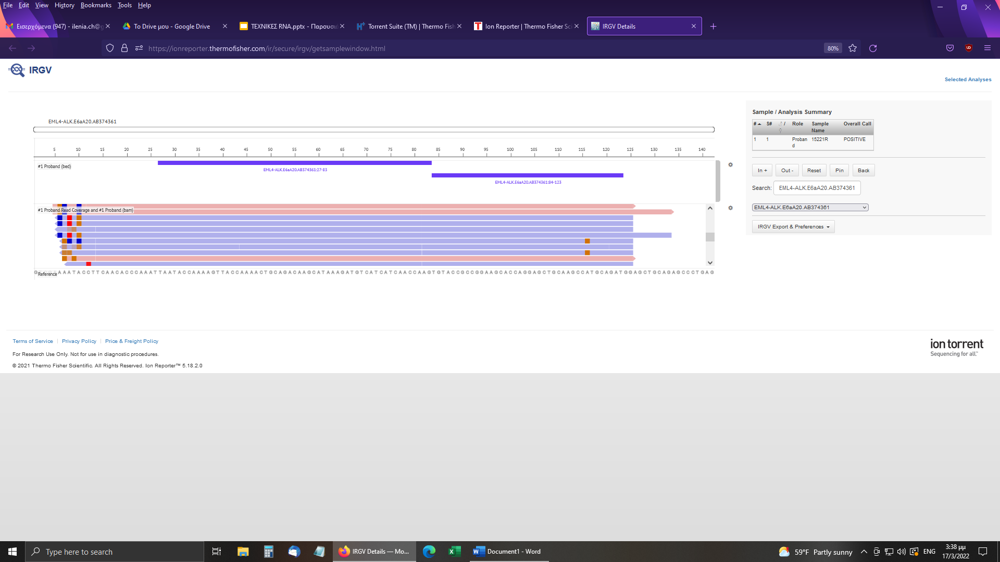 File Edit View History Bookmarks Tools Help
Εισερχόμενα (947) - ilenia.ch@g
Το Drive μου - Google Drive
ΤΕΧΝΙΚΕΣ RNA.pptx - Παρουσιά
Torrent Suite (TM) | Thermo Fish
Ion Reporter | Thermo Fisher Sci
IRGV Details
https://ionreporter.thermofisher.com/ir/secure/irgv/getsamplewindow.html
80%
IRGV
Selected Analyses
EML4-ALK.E6aA20.AB374361
5 10 15 20 25 30 35 40 45 50 55 60 65 70 75 80 85 90 95 100 105 110 115 120 125 130 135 140
#1 Proband (bed)
EML4-ALK.E6aA20.AB374361:27-83
EML4-ALK.E6aA20.AB374361:84-123
#1 Proband Read Coverage and #1 Proband (bam)
G
Reference
A A A T A C C T T C A A C A C C C A A A T T A A T A C C A A A A G T T A C C A A A A C T G C A G A C A A G C A T A A A G A T G T C A T C A T C A A C C A A G T G T A C C G C C G G A A G C A C C A G G A G C T G C A A G C C A T G C A G A T G G A G C T G C A G A G C C C T G A G
Sample / Analysis Summary
# S# / Role Sample Name Overall Call
1 1 Proband 15221R POSITIVE
In + Out - Reset Pin Back
Search: EML4-ALK.E6aA20.AB374361
EML4-ALK.E6aA20.AB374361
IRGV Export & Preferences
Terms of Service | Privacy Policy | Price & Freight Policy
For Research Use Only. Not for use in diagnostic procedures.
© 2021 Thermo Fisher Scientific. All Rights Reserved. Ion Reporter™ 5.18.2.0
ion torrent
Sequencing for all.™
Type here to search
IRGV Details — Mo...
Document1 - Word
59°F Partly sunny
ENG
3:38 μμ
17/3/2022